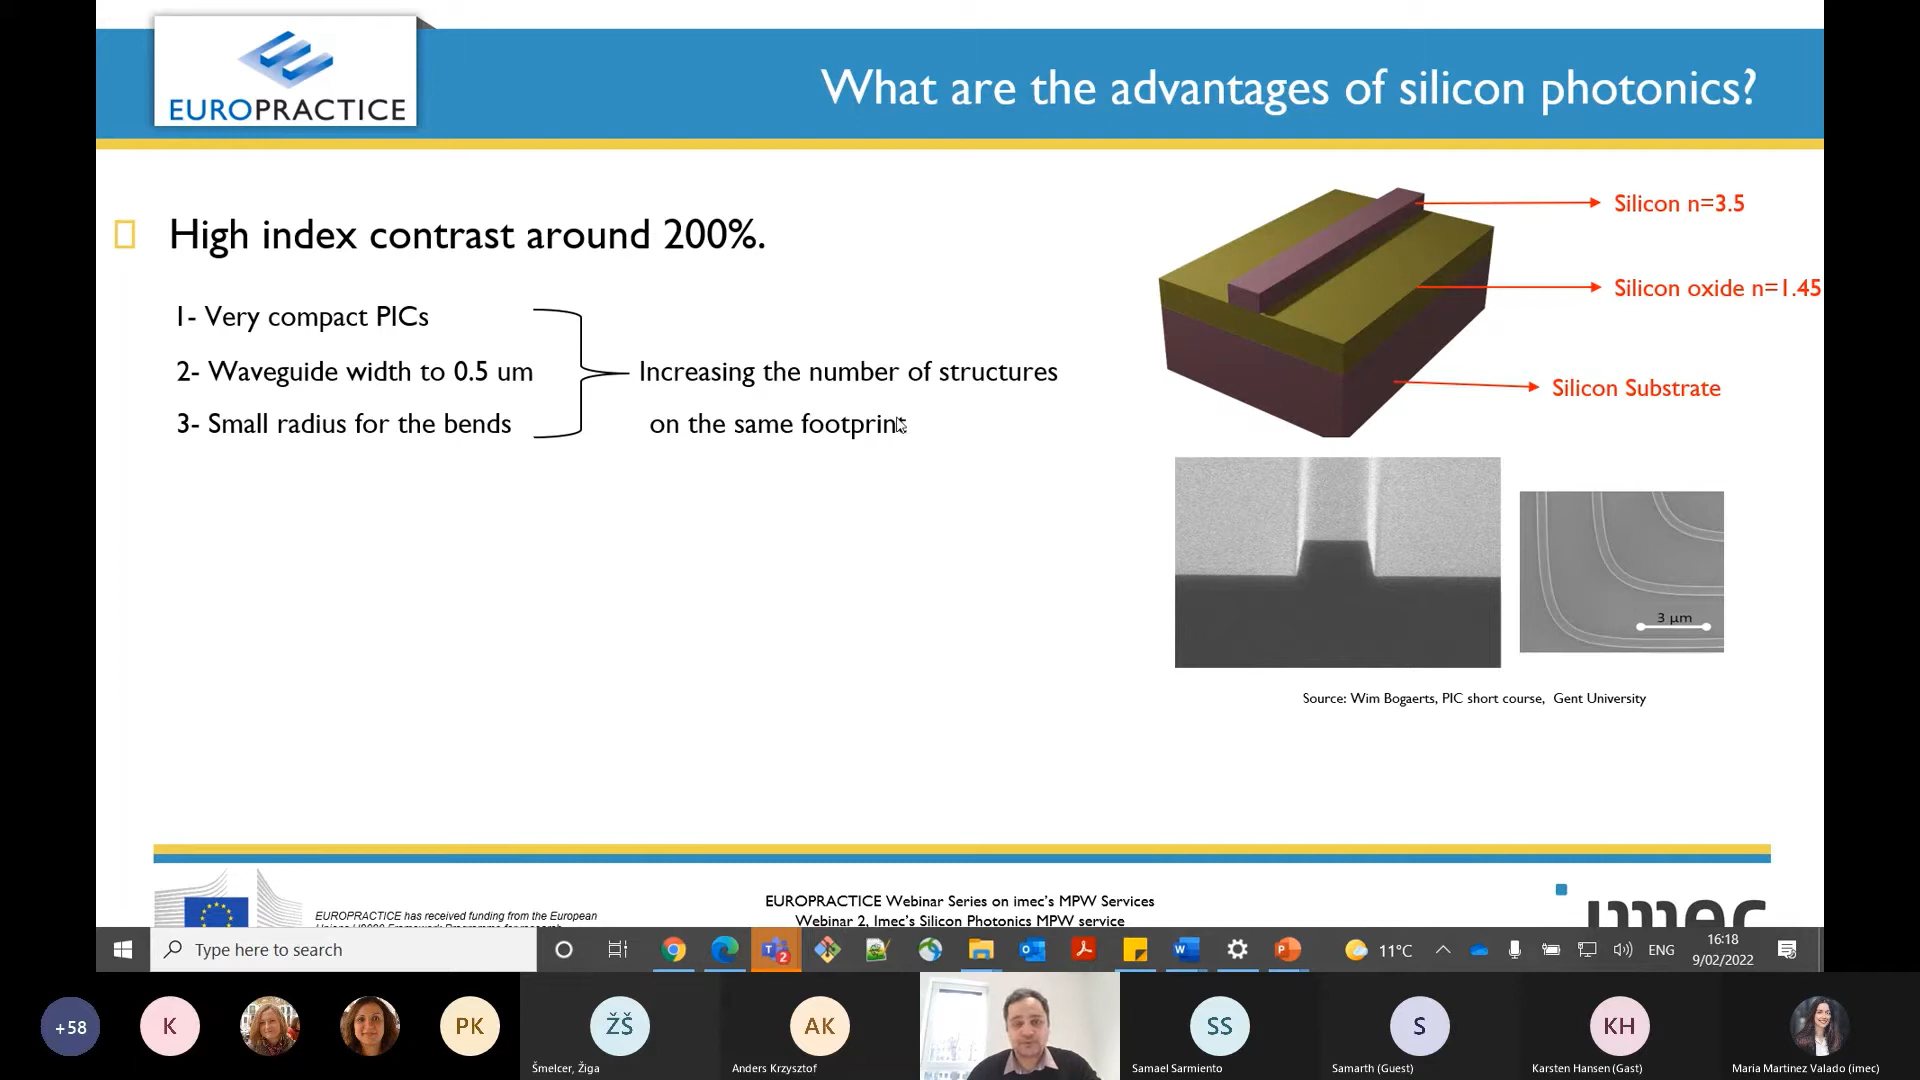 EUROPRACTICE
What are the advantages of silicon photonics?
High index contrast around 200%.
1- Very compact PICs
2- Waveguide width to 0.5 um
3- Small radius for the bends
Increasing the number of structures
on the same footprin
Silicon n=3.5
Silicon oxide n=1.45
Silicon Substrate
3 µm
Source: Wim Bogaerts, PIC short course, Gent University
EUROPRACTICE has received funding from the European
EUROPRACTICE Webinar Series on imec's MPW Services
Webinar 2, Imec's Silicon Photonics MPW service
imec
Type here to search
2
11°C
ENG
16:18
9/02/2022
+58
K
PK
ŽŠ
Šmelcer, Žiga
AK
Anders Krzysztof
SS
Samael Sarmiento
S
Samarth (Guest)
KH
Karsten Hansen (Gast)
Maria Martinez Valado (imec)